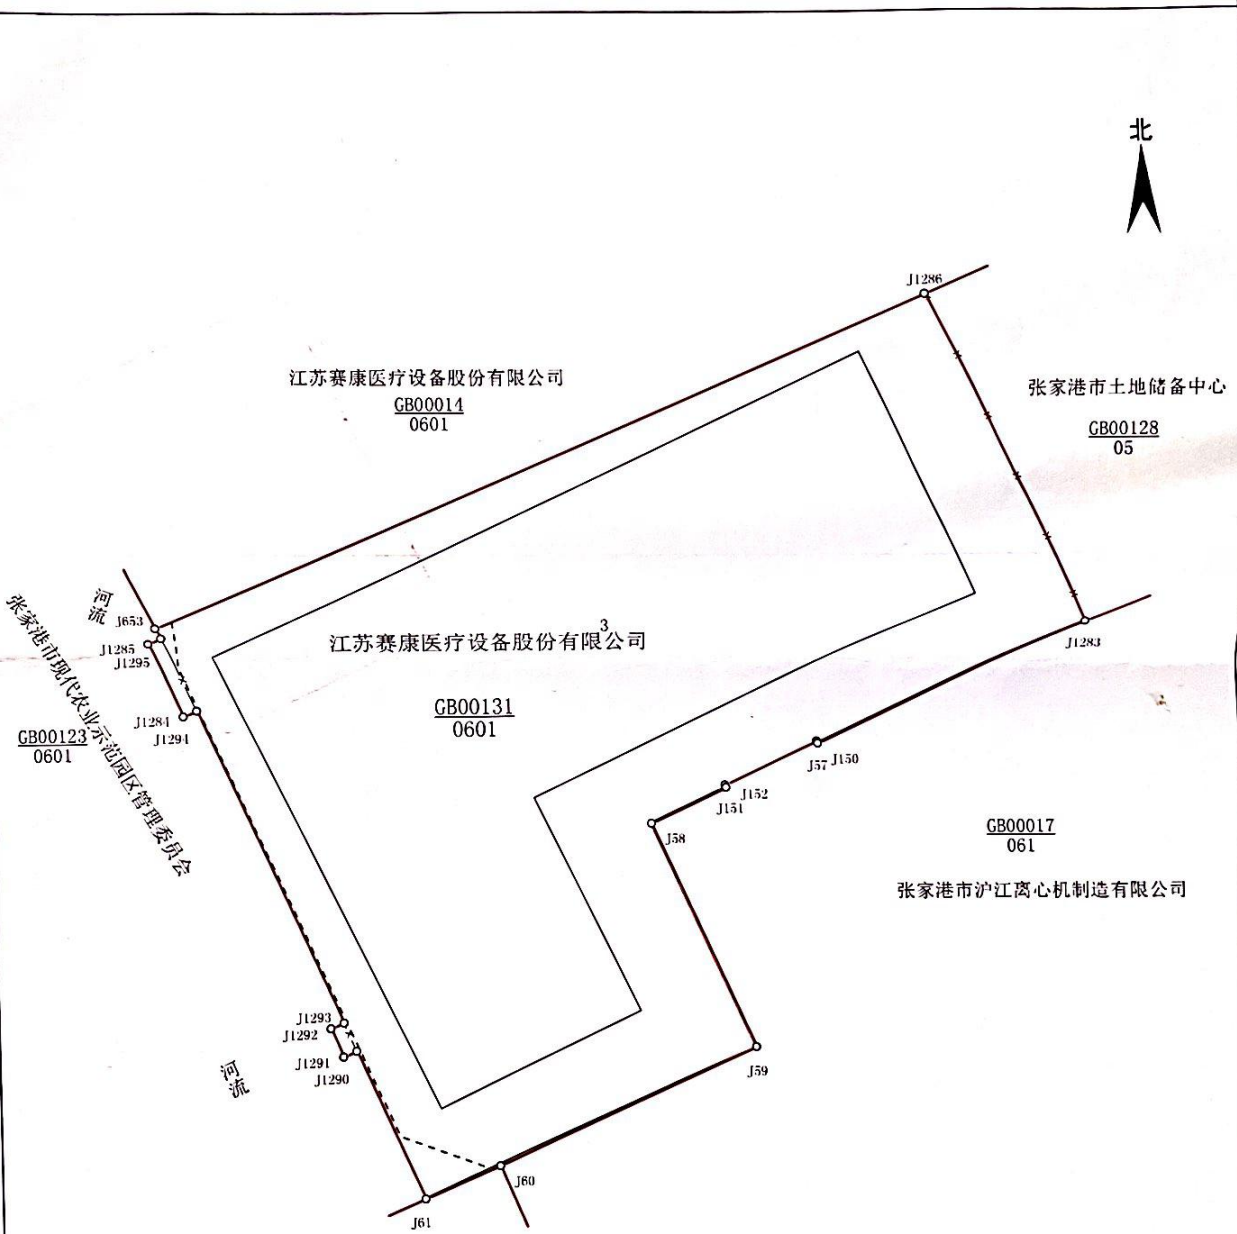 北
J1286
江苏赛康医疗设备股份有限公司
GB00014
0601
张家港市土地储备中心
GB00128
05
河流
J653
J1285
J1295
张家港市现代农业示范园区管理委员会
3
江苏赛康医疗设备股份有限公司
GB00131
0601
J1283
J1284
J1294
GB00123
0601
J57
J150
J152
J151
J58
GB00017
061
张家港市沪江离心机制造有限公司
J1293
J1292
J1291
J1290
河流
J59
J60
J61